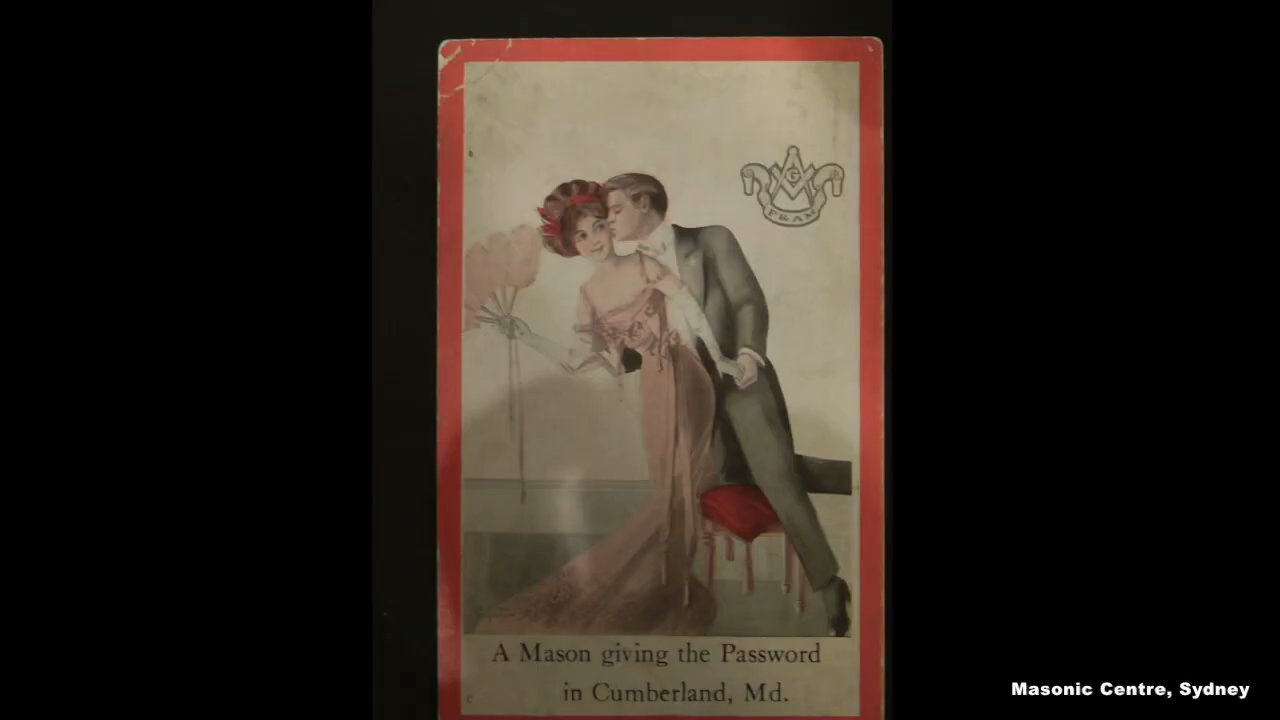 G
F & A M
A Mason giving the Password
in Cumberland, Md.
c
Masonic Centre, Sydney